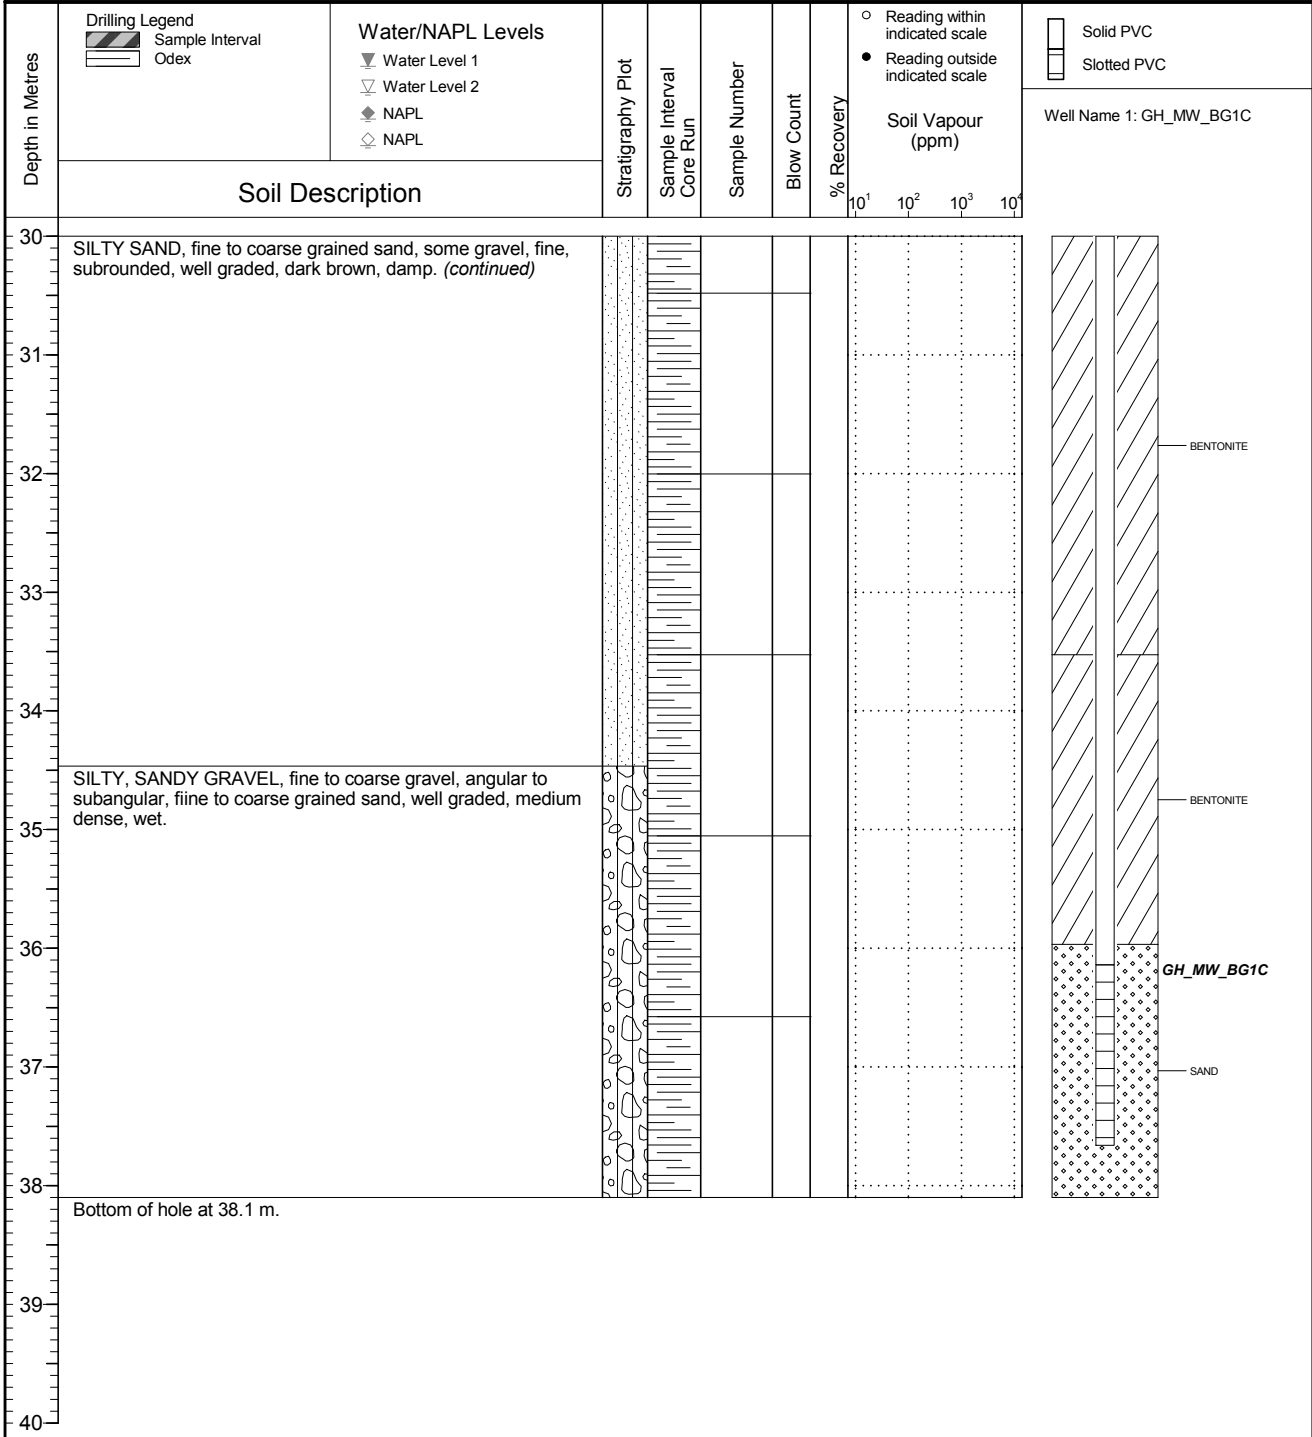 Depth in Metres
Drilling Legend
Sample Interval
Odex
Water/NAPL Levels
Water Level 1
Water Level 2
NAPL
NAPL
Soil Description
Stratigraphy Plot
Sample Interval
Core Run
Sample Number
Blow Count
% Recovery
Reading within
indicated scale
Reading outside
indicated scale
Soil Vapour
(ppm)
10¹ 10² 10³ 10⁴
Solid PVC
Slotted PVC
Well Name 1: GH_MW_BG1C
30
SILTY SAND, fine to coarse grained sand, some gravel, fine,
subrounded, well graded, dark brown, damp. (continued)
31
BENTONITE
32
33
34
SILTY, SANDY GRAVEL, fine to coarse gravel, angular to
subangular, fiine to coarse grained sand, well graded, medium
dense, wet.
BENTONITE
35
36
GH_MW_BG1C
37
SAND
38
Bottom of hole at 38.1 m.
39
40